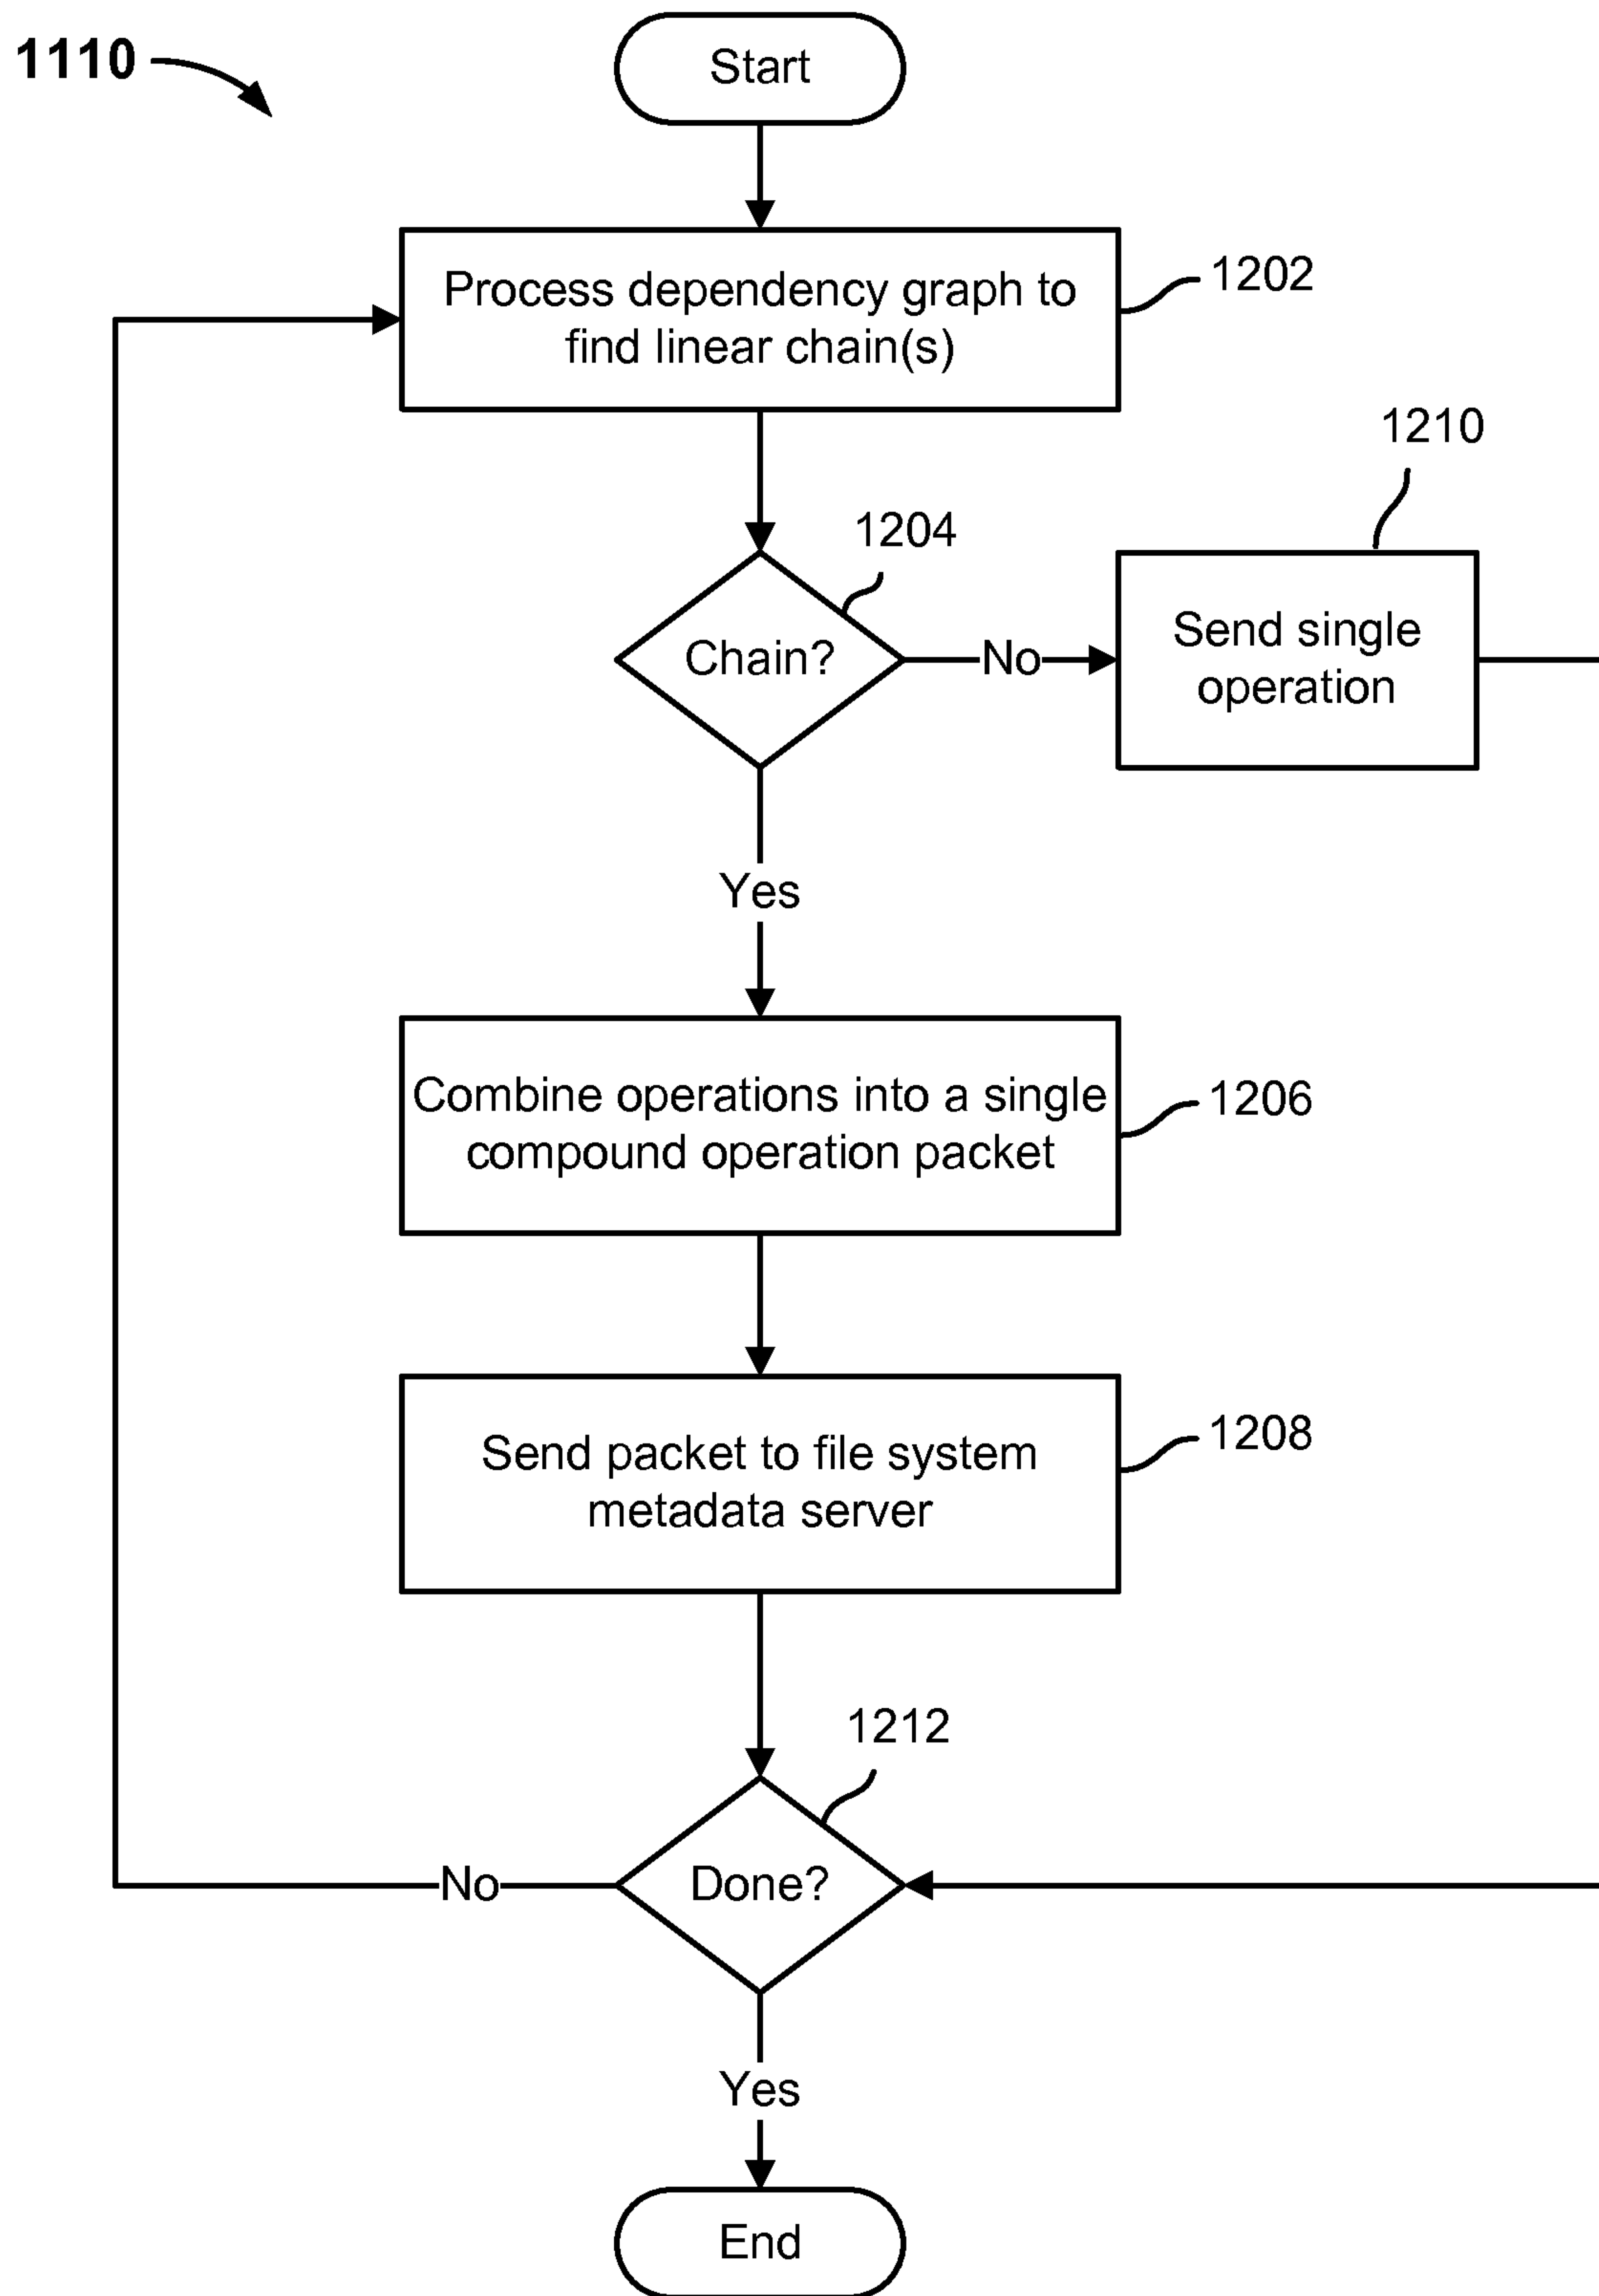 1110
Start
Process dependency graph to
find linear chain(s)
1202
1210
1204
Chain?
No
Send single
operation
Yes
Combine operations into a single
compound operation packet
1206
Send packet to file system
metadata server
1208
1212
Done?
No
Yes
End